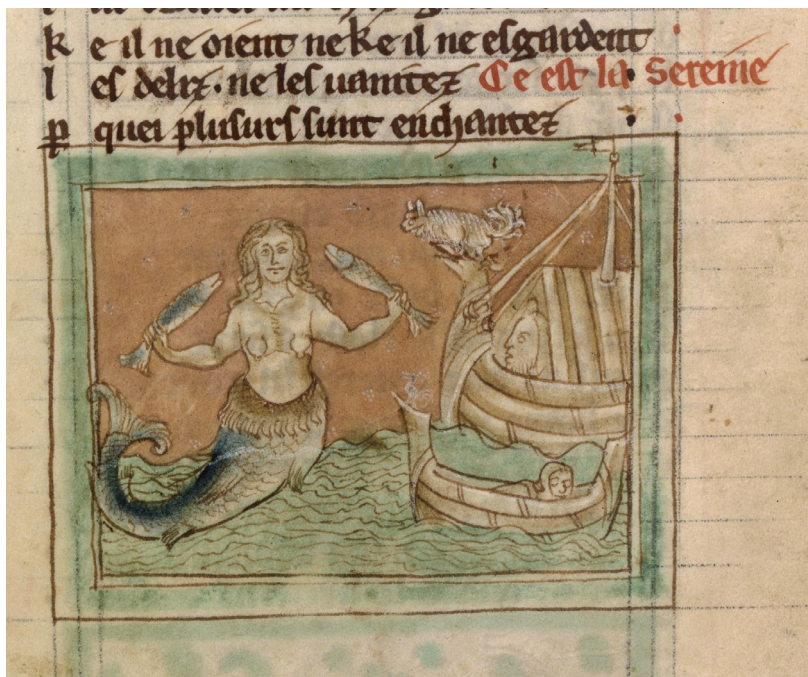 k e il ne oient ne ke il ne esgardent
l es deliz. ne les uanitez Ce est la Sereine
p quei plusurs sunt enchantez